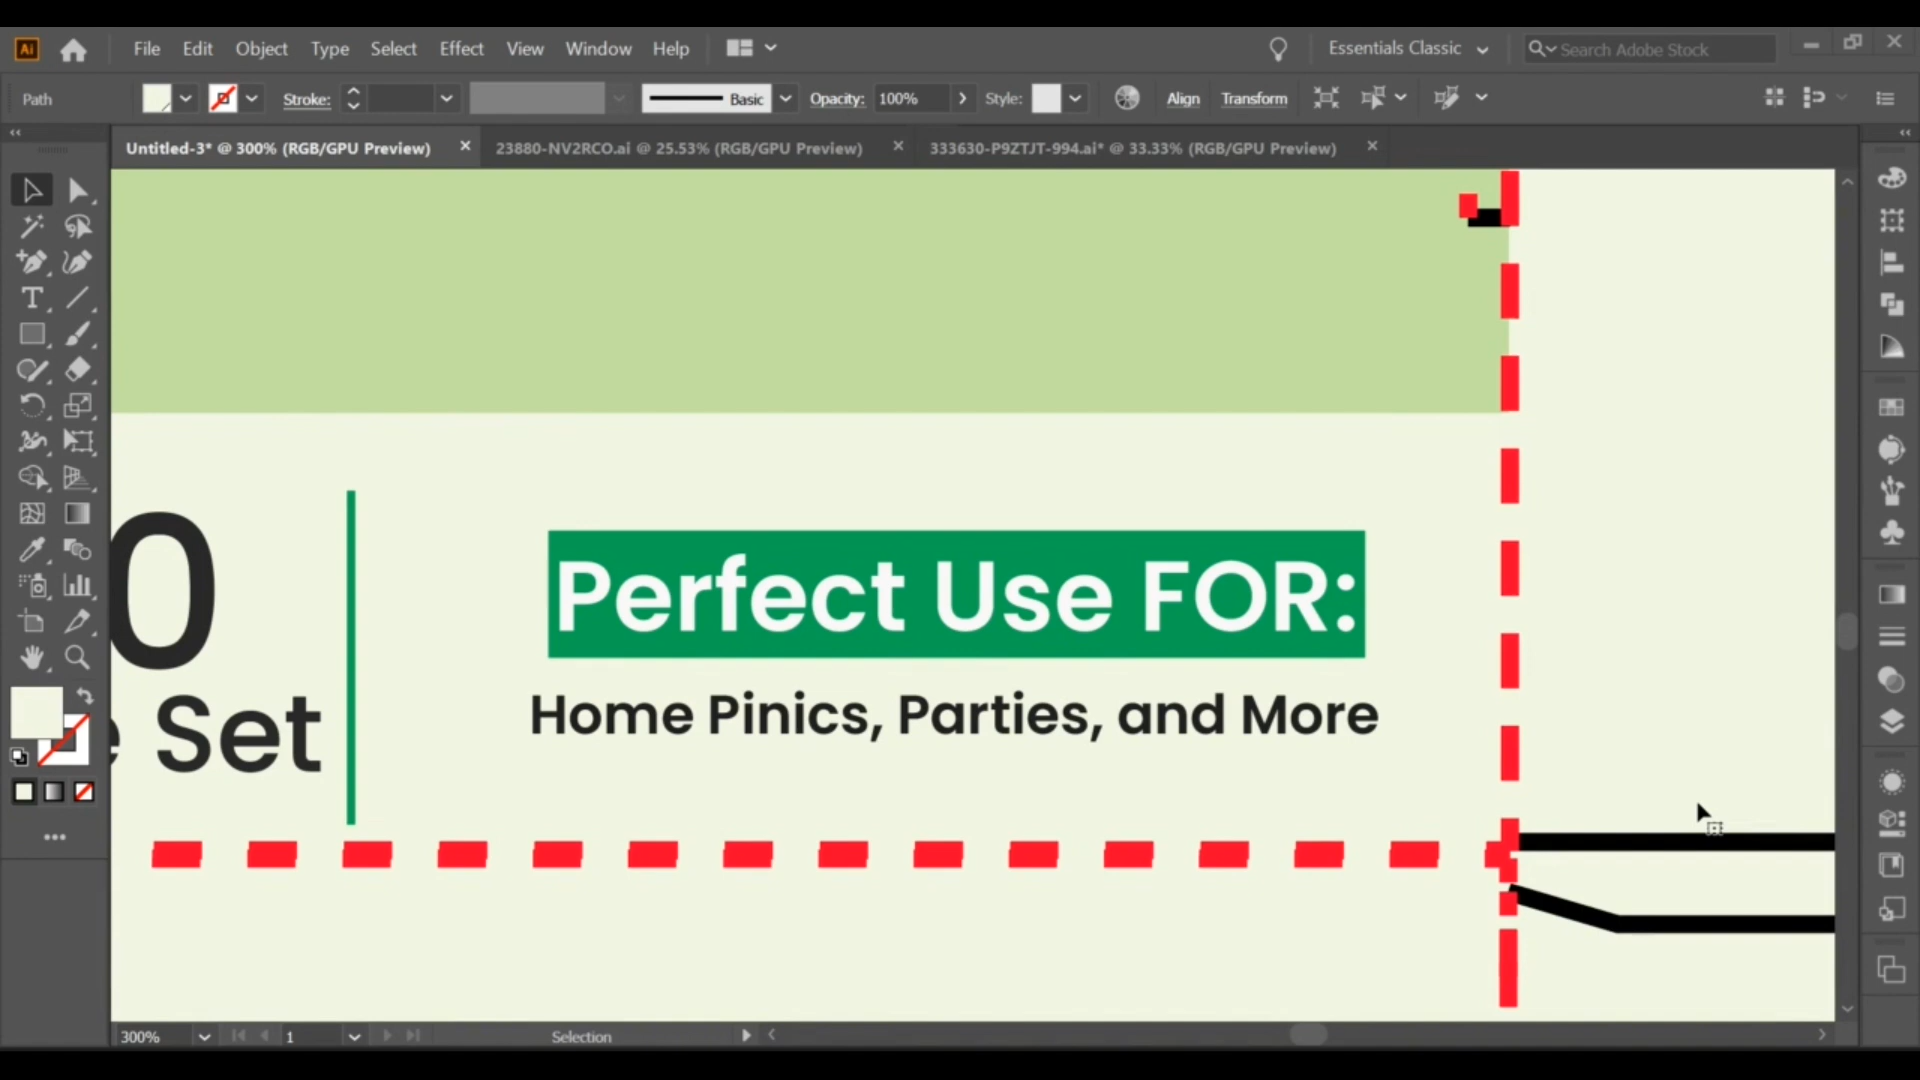 Ai File Edit Object Type Select Effect View Window Help Essentials Classic Search Adobe Stock
Path Stroke: Basic Opacity: 100% Style: Align Transform
Untitled-3* @ 300% (RGB/GPU Preview) 23880-NV2RCO.ai @ 25.53% (RGB/GPU Preview) 333630-P9ZTJT-994.ai* @ 33.33% (RGB/GPU Preview)
0
e Set
Perfect Use FOR:
Home Pinics, Parties, and More
300% 1 Selection